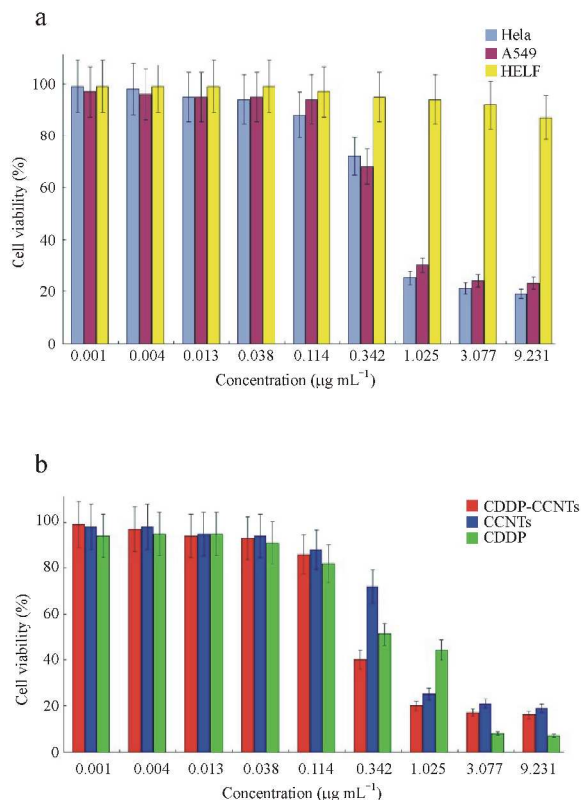 a
Hela
A549
HELF
100
80
60
40
20
0
Cell viability (%)
0.001 0.004 0.013 0.038 0.114 0.342 1.025 3.077 9.231
Concentration (μg mL⁻¹)
b
CDDP-CCNTs
CCNTs
CDDP
100
80
60
40
20
0
Cell viability (%)
0.001 0.004 0.013 0.038 0.114 0.342 1.025 3.077 9.231
Concentration (μg mL⁻¹)